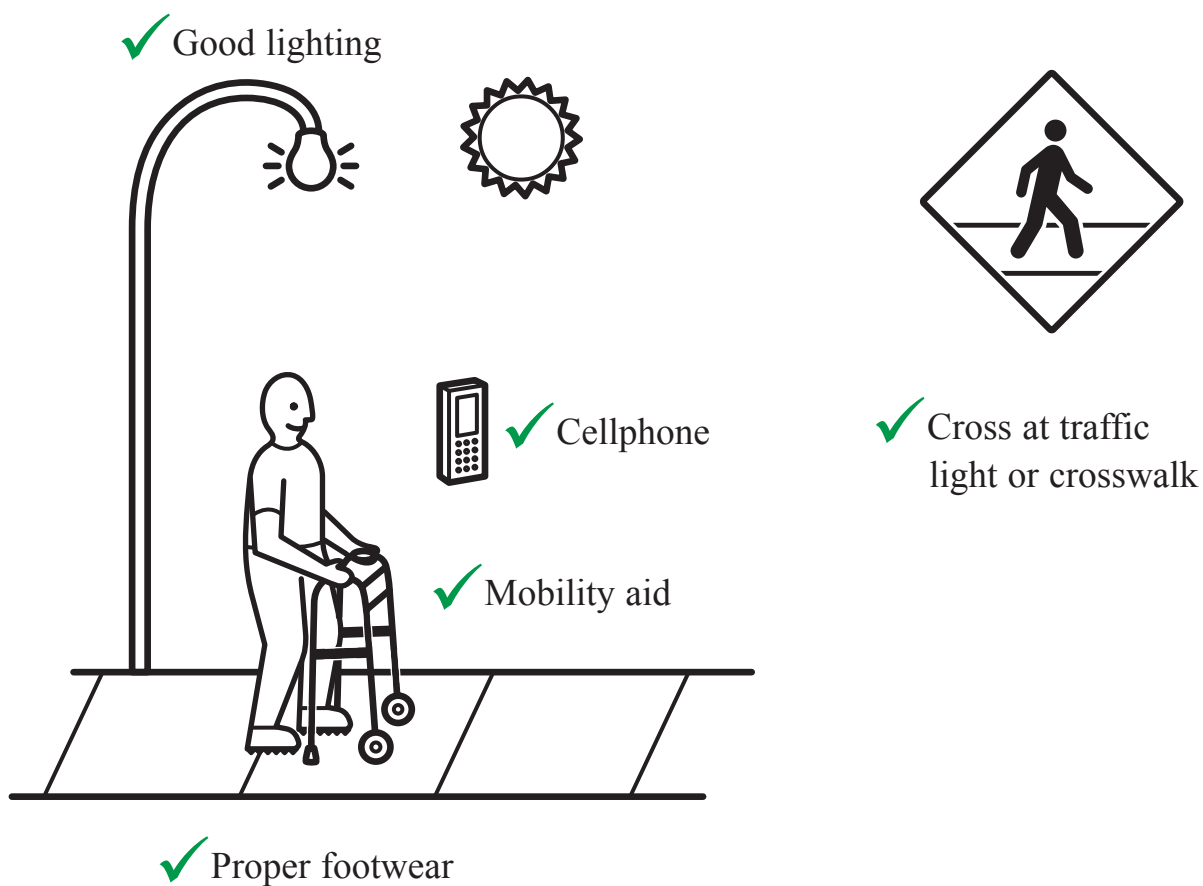 Good lighting
Cellphone
Cross at traffic
light or crosswalk
Mobility aid
Proper footwear